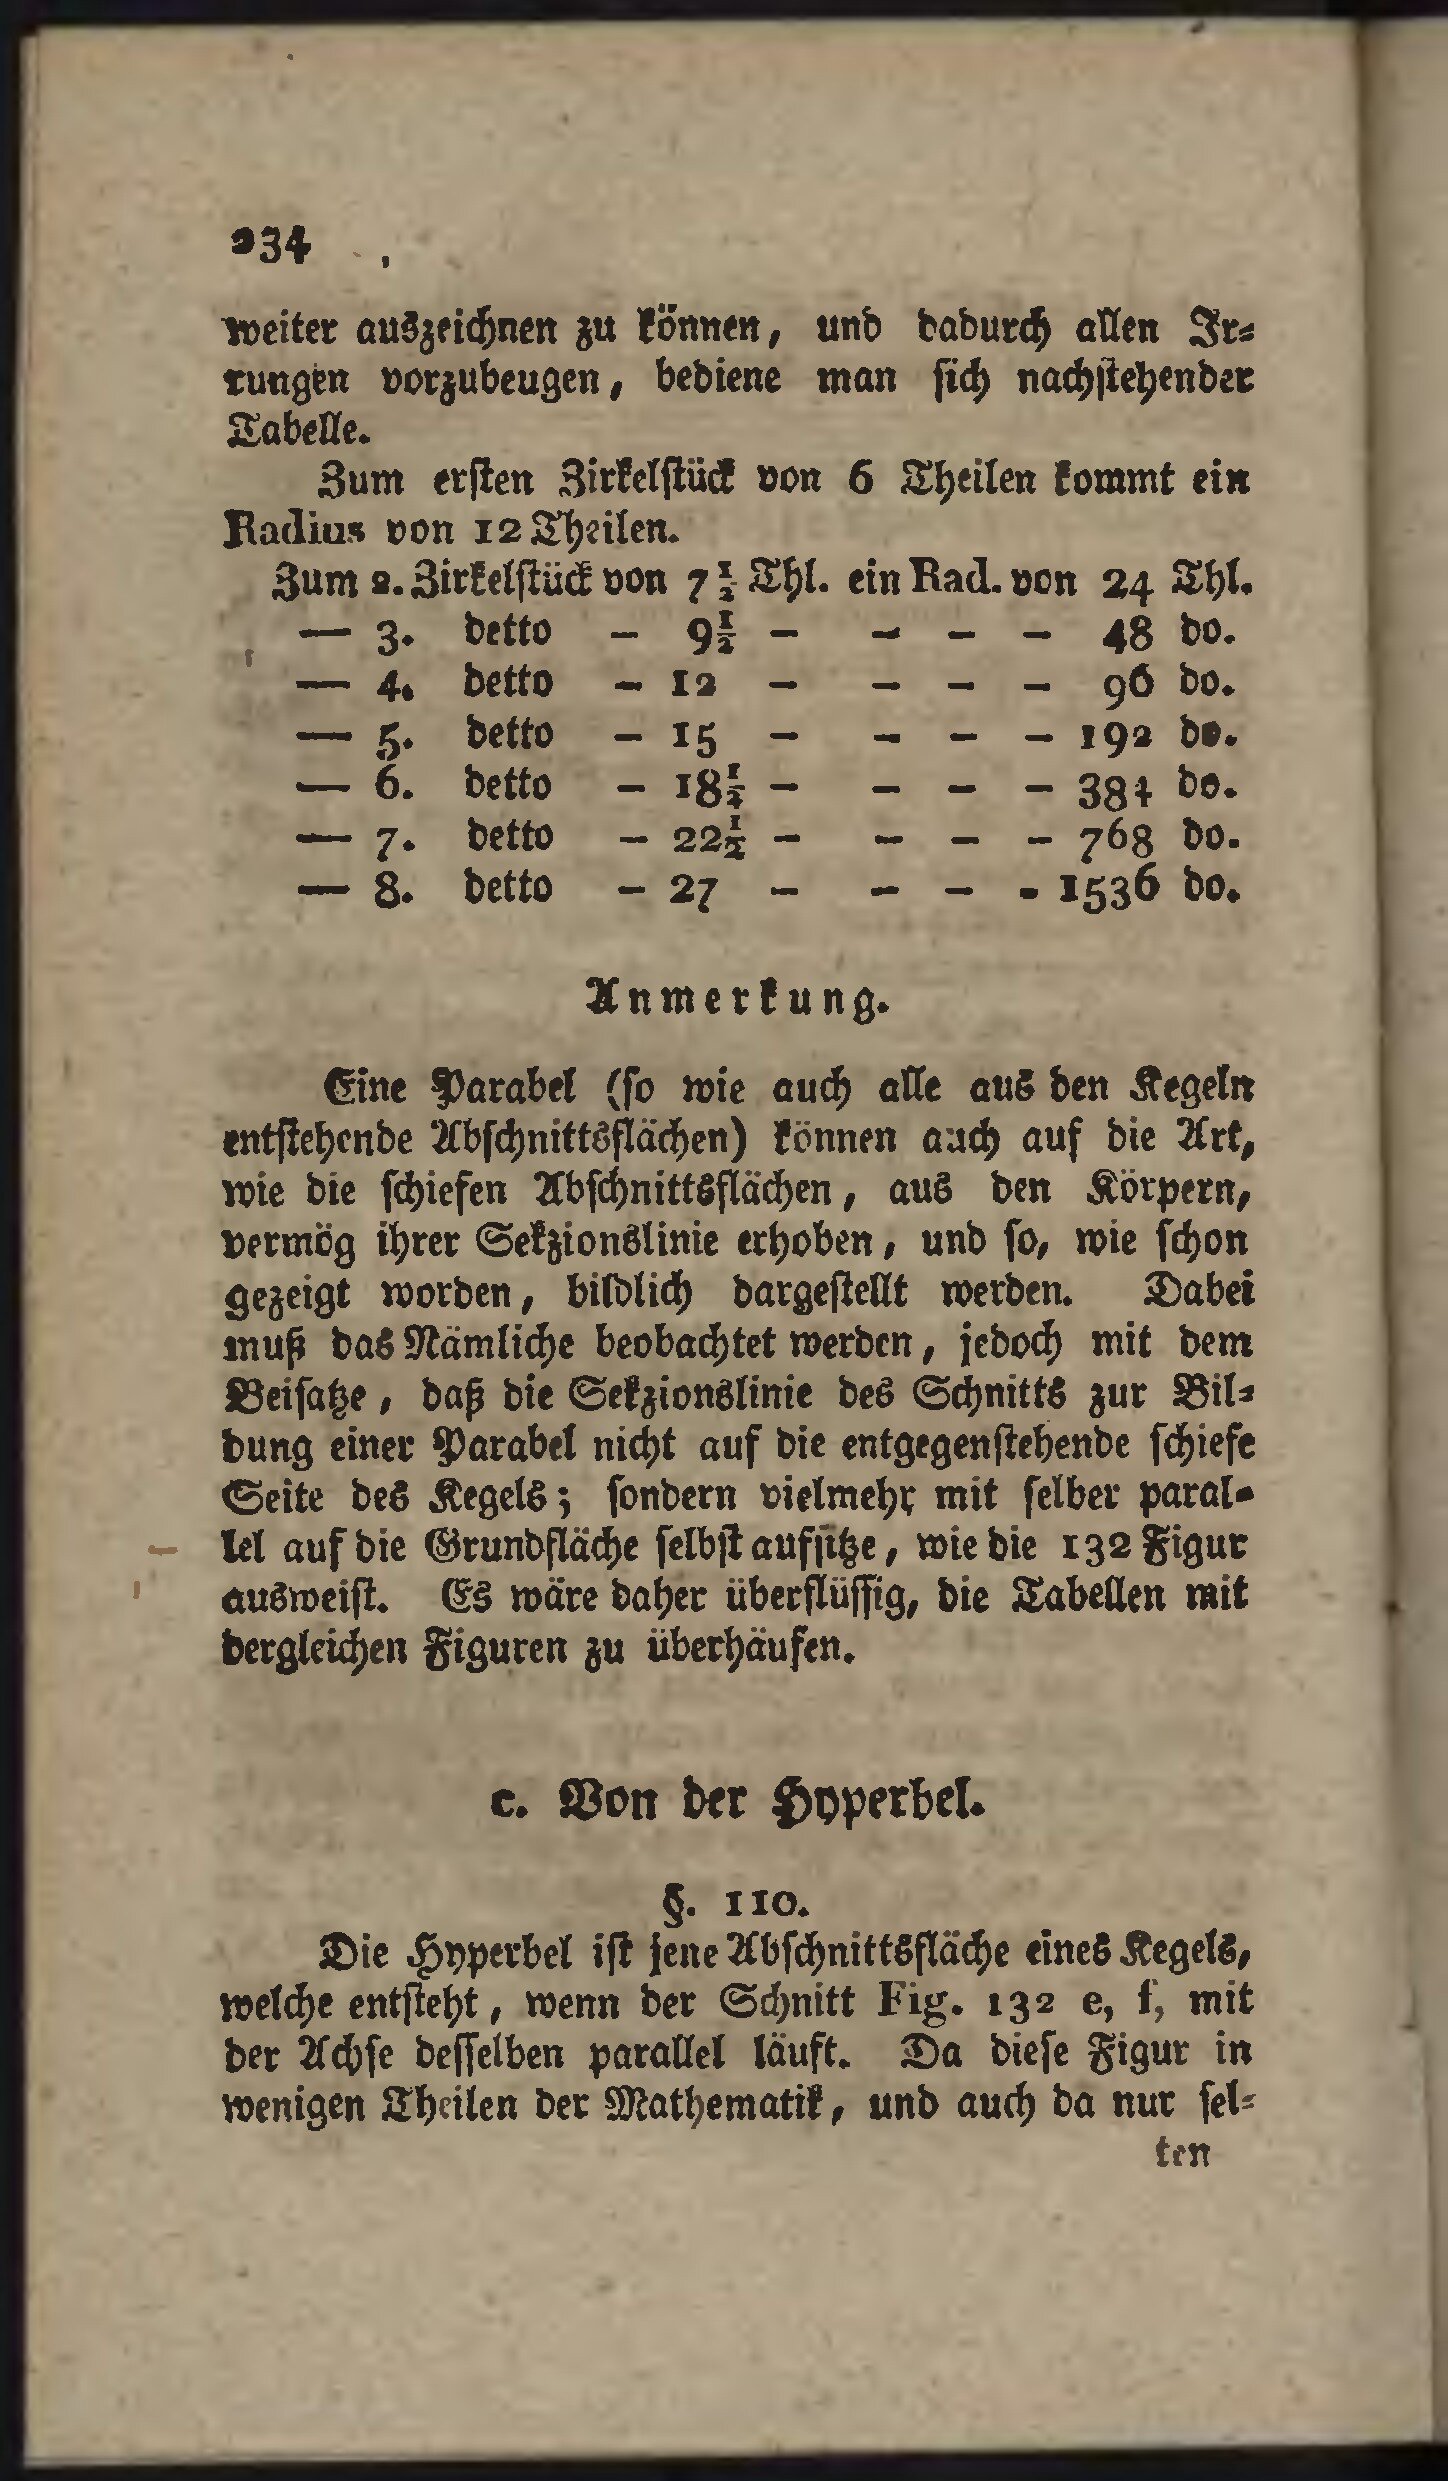 234
weiter auszeichnen zu können, und dadurch allen Ir-
rungen vorzubeugen, bediene man sich nachstehender
Tabelle.
Zum ersten Zirkelstück von 6 Theilen kommt ein
Radius von 12 Theilen.
Zum 2. Zirkelstück von 7½ Thl. ein Rad. von 24 Thl.
— 3. detto – 9½ – – – – 48 do.
— 4. detto – 12 – – – – 96 do.
— 5. detto – 15 – – – – 192 do.
— 6. detto – 18½ – – – – 384 do.
— 7. detto – 22½ – – – – 768 do.
— 8. detto – 27 – – – – 1536 do.
Anmerkung.
Eine Parabel (so wie auch alle aus den Kegeln
entstehende Abschnittsflächen) können auch auf die Art,
wie die schiefen Abschnittsflächen, aus den Körpern,
vermög ihrer Sekzionslinie erhoben, und so, wie schon
gezeigt worden, bildlich dargestellt werden. Dabei
muß das Nämliche beobachtet werden, jedoch mit dem
Beisatze, daß die Sekzionslinie des Schnitts zur Bil-
dung einer Parabel nicht auf die entgegenstehende schiefe
Seite des Kegels; sondern vielmehr mit selber paral-
lel auf die Grundfläche selbst aufsitze, wie die 132 Figur
ausweist. Es wäre daher überflüssig, die Tabellen mit
dergleichen Figuren zu überhäufen.
c. Von der Hyperbel.
§. 110.
Die Hyperbel ist jene Abschnittsfläche eines Kegels,
welche entsteht, wenn der Schnitt Fig. 132 e, f, mit
der Achse desselben parallel läuft. Da diese Figur in
wenigen Theilen der Mathematik, und auch da nur sel-
ten